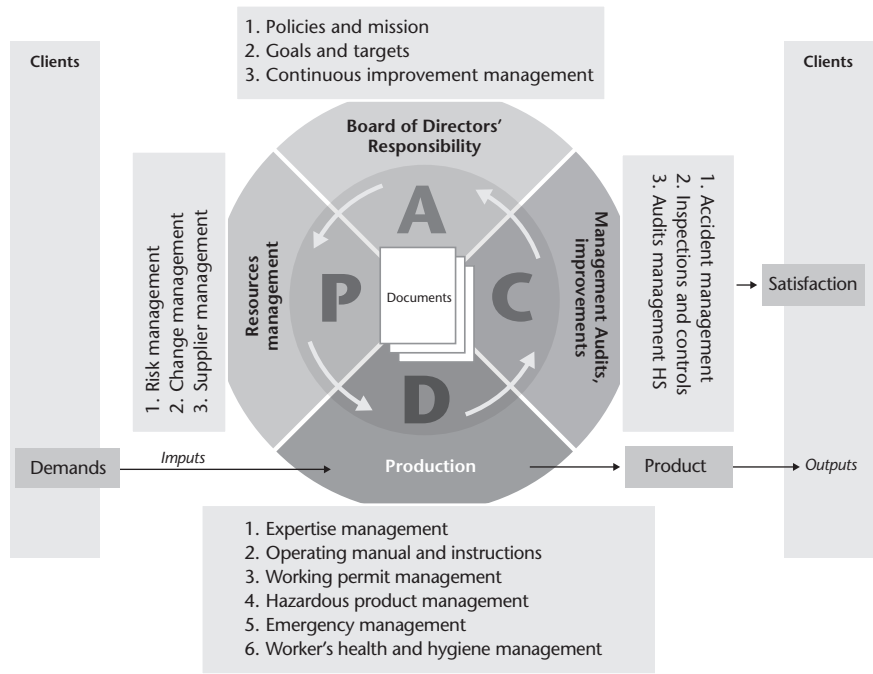 1. Policies and mission
2. Goals and targets
3. Continuous improvement management
Clients
Clients
Board of Directors’
Responsibility
1. Risk management
2. Change management
3. Supplier management
Resources
management
A
P
Documents
C
D
Management Audits,
improvements
1. Accident management
2. Inspections and controls
3. Audits management HS
Satisfaction
Demands
Imputs
Production
Product
Outputs
1. Expertise management
2. Operating manual and instructions
3. Working permit management
4. Hazardous product management
5. Emergency management
6. Worker’s health and hygiene management